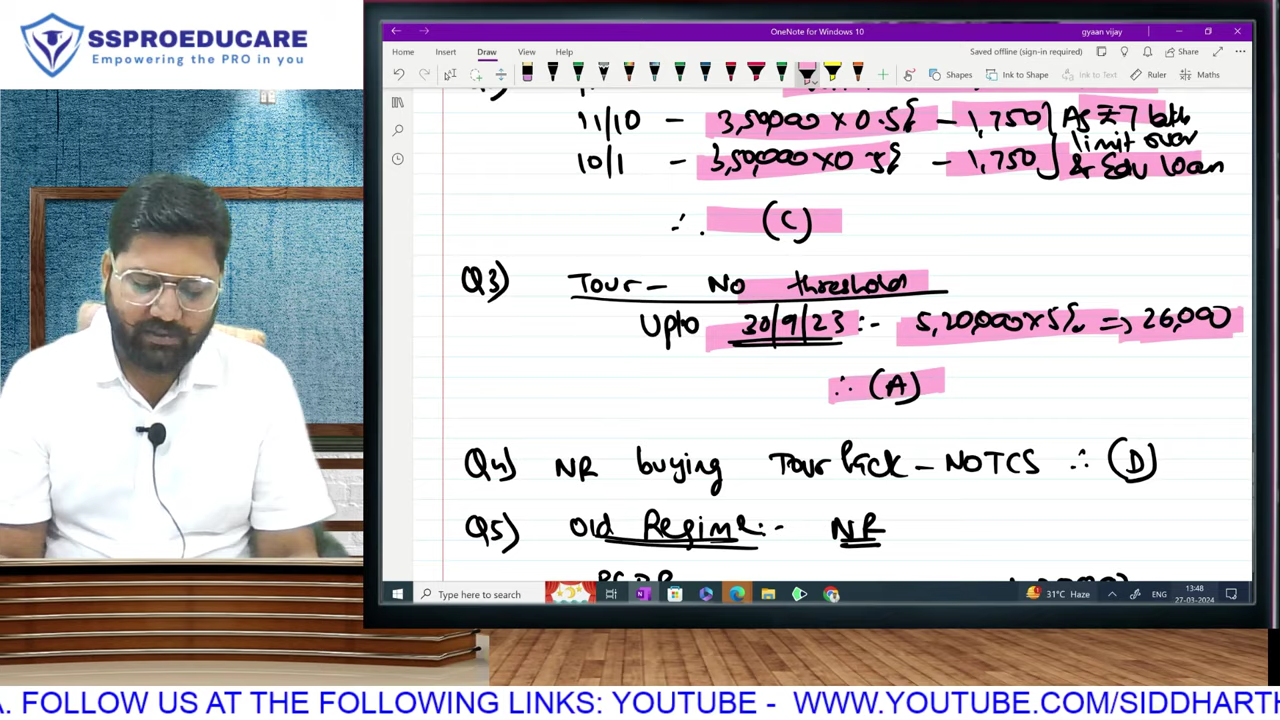 SSPROEDUCARE
Empowering the PRO in you
OneNote for Windows 10
gyaan vijay
Home Insert Draw View Help
Saved offline (sign-in required)
Share
Shapes
Ink to Shape
Ink to Text
Ruler
Maths
11/10 - 3,50,000 X 0.5% - 1,750
10/1 - 3,50,000 X 0.5% - 1,750
As ₹7 lakh
limit over
& Edu loan
∴ (C)
Q3) Tour - No threshold
Upto 30/9/23 :- 5,20,000 X 5% => 26,000
∴ (A)
Q4) NR buying Tour Pack - NO TCS ∴ (D)
Q5) Old Regime :- NR
Type here to search
31°C Haze
ENG
13:48
27-03-2024
A. FOLLOW US AT THE FOLLOWING LINKS: YOUTUBE - WWW.YOUTUBE.COM/SIDDHARTH